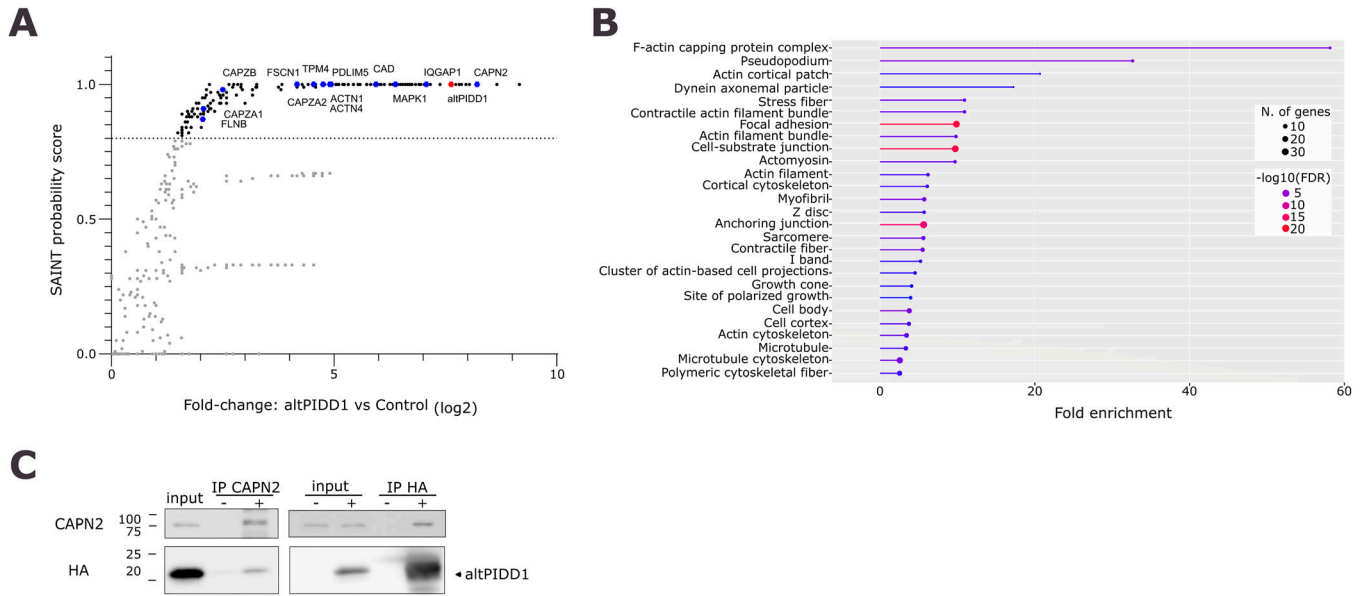 A
SAINT probability score
1.0
0.5
0.0
CAPZB
FSCN1
TPM4
PDLIM5
CAD
IQGAP1
CAPN2
CAPZA1
FLNB
CAPZA2
ACTN1
ACTN4
MAPK1
altPIDD1
0
5
10
Fold-change: altPIDD1 vs Control (log2)
B
F-actin capping protein complex
Pseudopodium
Actin cortical patch
Dynein axonemal particle
Stress fiber
Contractile actin filament bundle
Focal adhesion
Actin filament bundle
Cell-substrate junction
Actomyosin
Actin filament
Cortical cytoskeleton
Myofibril
Z disc
Anchoring junction
Sarcomere
Contractile fiber
I band
Cluster of actin-based cell projections
Growth cone
Site of polarized growth
Cell body
Cell cortex
Actin cytoskeleton
Microtubule
Microtubule cytoskeleton
Polymeric cytoskeletal fiber
0
20
40
60
Fold enrichment
N. of genes
10
20
30
-log10(FDR)
5
10
15
20
C
input
IP CAPN2
- +
input
- +
IP HA
- +
CAPN2
100
75
HA
25
20
altPIDD1